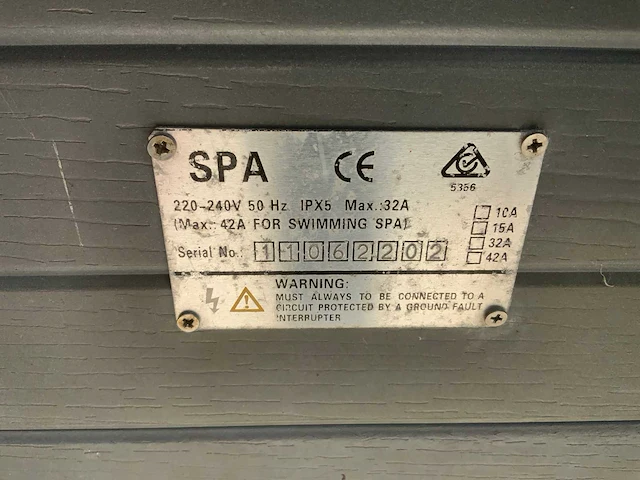 SPA CE
5356
220-240V 50 Hz IPX5 Max.:32A
(Max.: 42A FOR SWIMMING SPA)
10A
15A
32A
42A
Serial No.: 11062202
WARNING:
MUST ALWAYS TO BE CONNECTED TO A
CIRCUIT PROTECTED BY A GROUND FAULT
INTERRUPTER